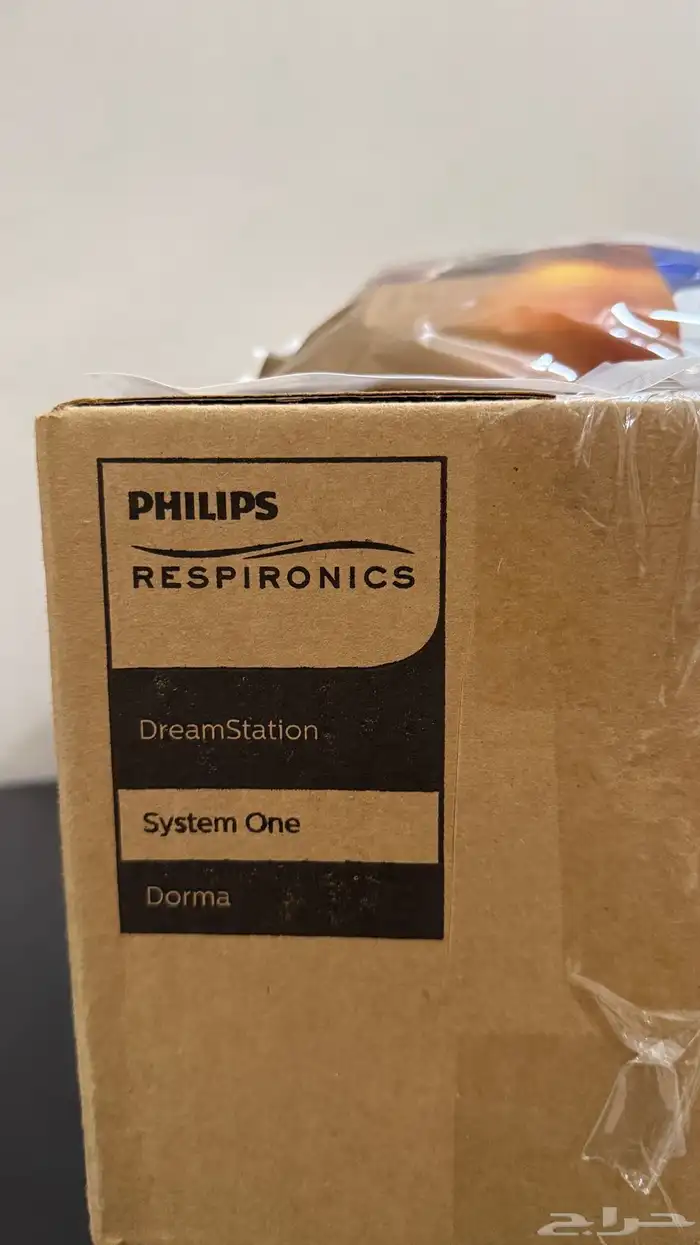 PHILIPS
RESPIRONICS
DreamStation
System One
Dorma
حراج